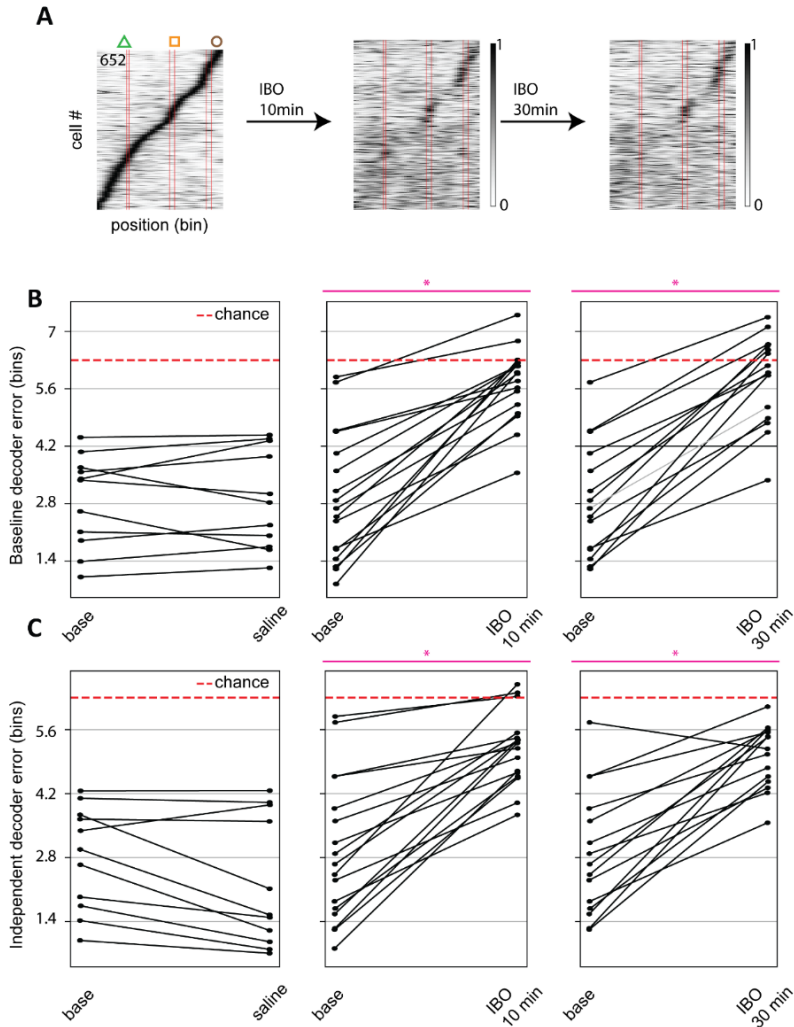 A
652
cell #
position (bin)
IBO
10min
1
0
IBO
30min
1
0
B
Baseline decoder error (bins)
7
5.6
4.2
2.8
1.4
chance
*
*
base
saline
base
IBO
10 min
base
IBO
30 min
C
Independent decoder error (bins)
5.6
4.2
2.8
1.4
chance
*
*
base
saline
base
IBO
10 min
base
IBO
30 min